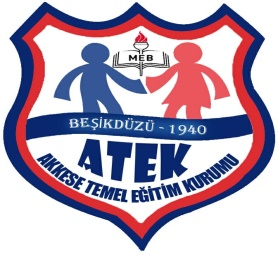 MEB
BEŞİKDÜZÜ - 1940
ATEK
AKKESE TEMEL EĞİTİM KURUMU